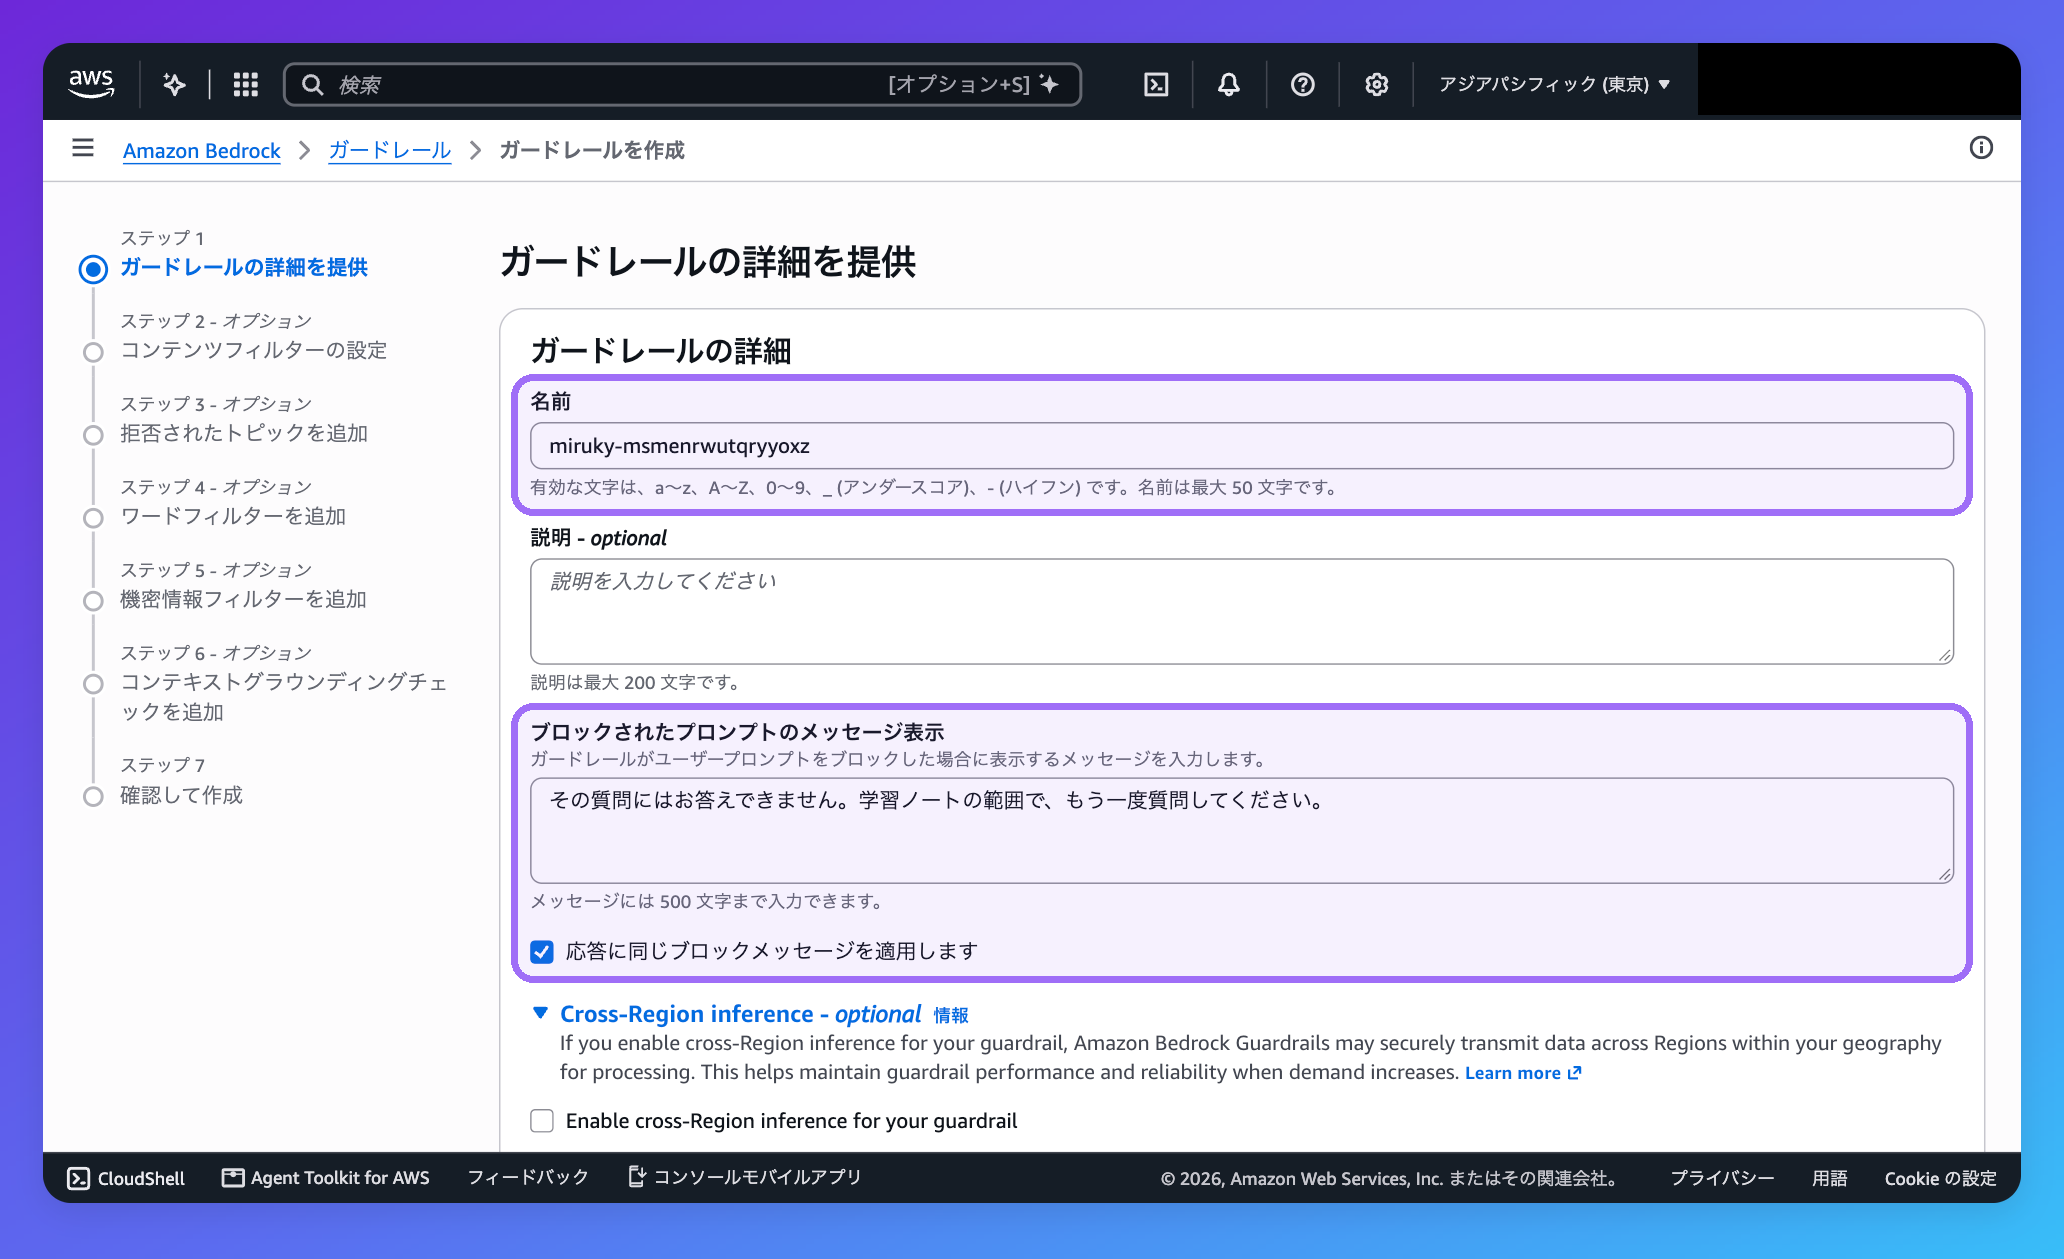 aws
検索
[オプション+S]
アジアパシフィック (東京) ▼
Amazon Bedrock > ガードレール > ガードレールを作成
ステップ 1
ガードレールの詳細を提供
ステップ 2 - オプション
コンテンツフィルターの設定
ステップ 3 - オプション
拒否されたトピックを追加
ステップ 4 - オプション
ワードフィルターを追加
ステップ 5 - オプション
機密情報フィルターを追加
ステップ 6 - オプション
コンテキストグラウンディングチェ
ックを追加
ステップ 7
確認して作成
ガードレールの詳細を提供
ガードレールの詳細
名前
miruky-msmenrwutqryyoxz
有効な文字は、a〜z、A〜Z、0〜9、_ (アンダースコア)、- (ハイフン) です。名前は最大 50 文字です。
説明 - optional
説明を入力してください
説明は最大 200 文字です。
ブロックされたプロンプトのメッセージ表示
ガードレールがユーザープロンプトをブロックした場合に表示するメッセージを入力します。
その質問にはお答えできません。学習ノートの範囲で、もう一度質問してください。
メッセージには 500 文字まで入力できます。
応答に同じブロックメッセージを適用します
Cross-Region inference - optional 情報
If you enable cross-Region inference for your guardrail, Amazon Bedrock Guardrails may securely transmit data across Regions within your geography
for processing. This helps maintain guardrail performance and reliability when demand increases. Learn more
Enable cross-Region inference for your guardrail
CloudShell Agent Toolkit for AWS フィードバック コンソールモバイルアプリ © 2026, Amazon Web Services, Inc. またはその関連会社。 プライバシー 用語 Cookie の設定